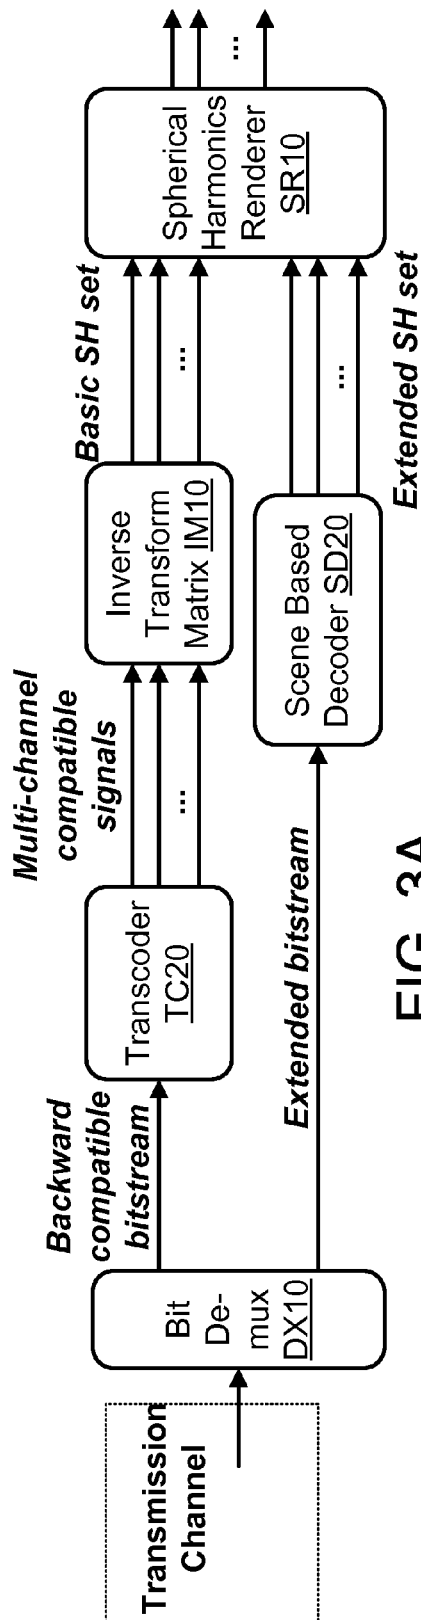 Transmission
Channel
Bit
De-
mux
DX10
Backward
compatible
bitstream
Transcoder
TC20
Multi-channel
compatible
signals
...
Inverse
Transform
Matrix IM10
Basic SH set
...
Extended bitstream
Scene Based
Decoder SD20
...
Extended SH set
Spherical
Harmonics
Renderer
SR10
...
FIG. 3A